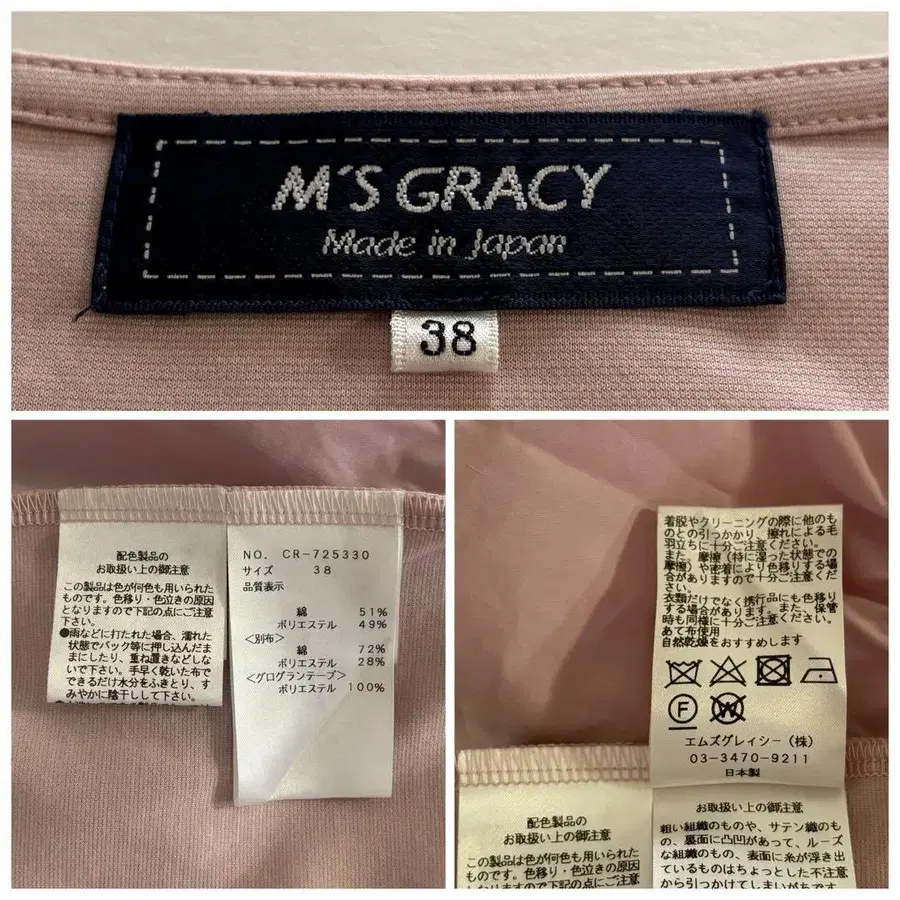 M'S GRACY
Made in Japan
38
配色製品の
お取扱い上の御注意
この製品は色が何色も用いられた
ものです。色移り・色泣きの原因
となりますので下記の点にご注意
下さい。
●雨などに打たれた場合、濡れた
状態でバック等に押し込んだま
まにしたり、重ね置きなどしな
いで下さい。手早く乾いた布で
できるだけ水分をふきとり、す
みやかに陰干しして下さい。
NO. CR-725330
サイズ 38
品質表示
綿 51%
ポリエステル 49%
<別布>
綿 72%
ポリエステル 28%
<グログランテープ>
ポリエステル 100%
着脱やクリーニングの際に他のも
のとの引っかかり、擦れによる毛
羽立ちに十分ご注意ください。
また、摩擦(特に湿った状態での
摩擦)や密着により色移りする場
合がありますので十分ご注意くださ
い。
衣類だけでなく携行品にも色移り
する場合があります。また、保管
時も同様に十分ご注意ください。
あて布使用
自然乾燥をおすすめします
F W
エムズグレイシー(株)
03-3470-9211
日本製
配色製品の
お取扱い上の御注意
この製品は色が何色も用いられた
ものです。色移り・色泣きの原因
となりますので下記の点にご注意
お取扱い上の御注意
粗い組織のものや、サテン織のも
の、裏面に凸凹があって、ルーズ
な組織のもの、表面に糸が浮き出
ているものはちょっとした不注意
から引っかけてしまいがちです。